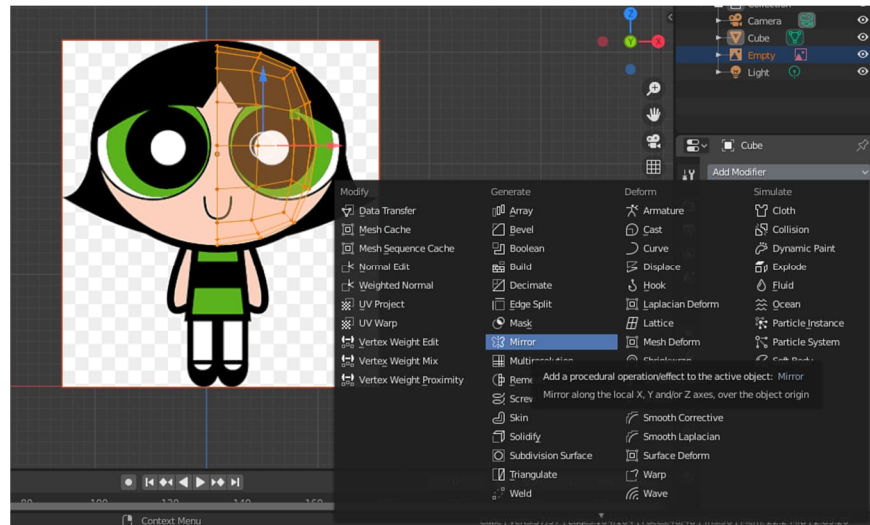 Collection
Camera
Cube
Empty
Light
Z
Y
X
Cube
Add Modifier
Modify
Data Transfer
Mesh Cache
Mesh Sequence Cache
Normal Edit
Weighted Normal
UV Project
UV Warp
Vertex Weight Edit
Vertex Weight Mix
Vertex Weight Proximity
Generate
Array
Bevel
Boolean
Build
Decimate
Edge Split
Mask
Mirror
Multiresolution
Skin
Solidify
Subdivision Surface
Triangulate
Weld
Deform
Armature
Cast
Curve
Displace
Hook
Laplacian Deform
Lattice
Mesh Deform
Smooth Corrective
Smooth Laplacian
Surface Deform
Warp
Wave
Simulate
Cloth
Collision
Dynamic Paint
Explode
Fluid
Ocean
Particle Instance
Particle System
Soft Body
Add a procedural operation/effect to the active object: Mirror
Mirror along the local X, Y and/or Z axes, over the object origin
Context Menu